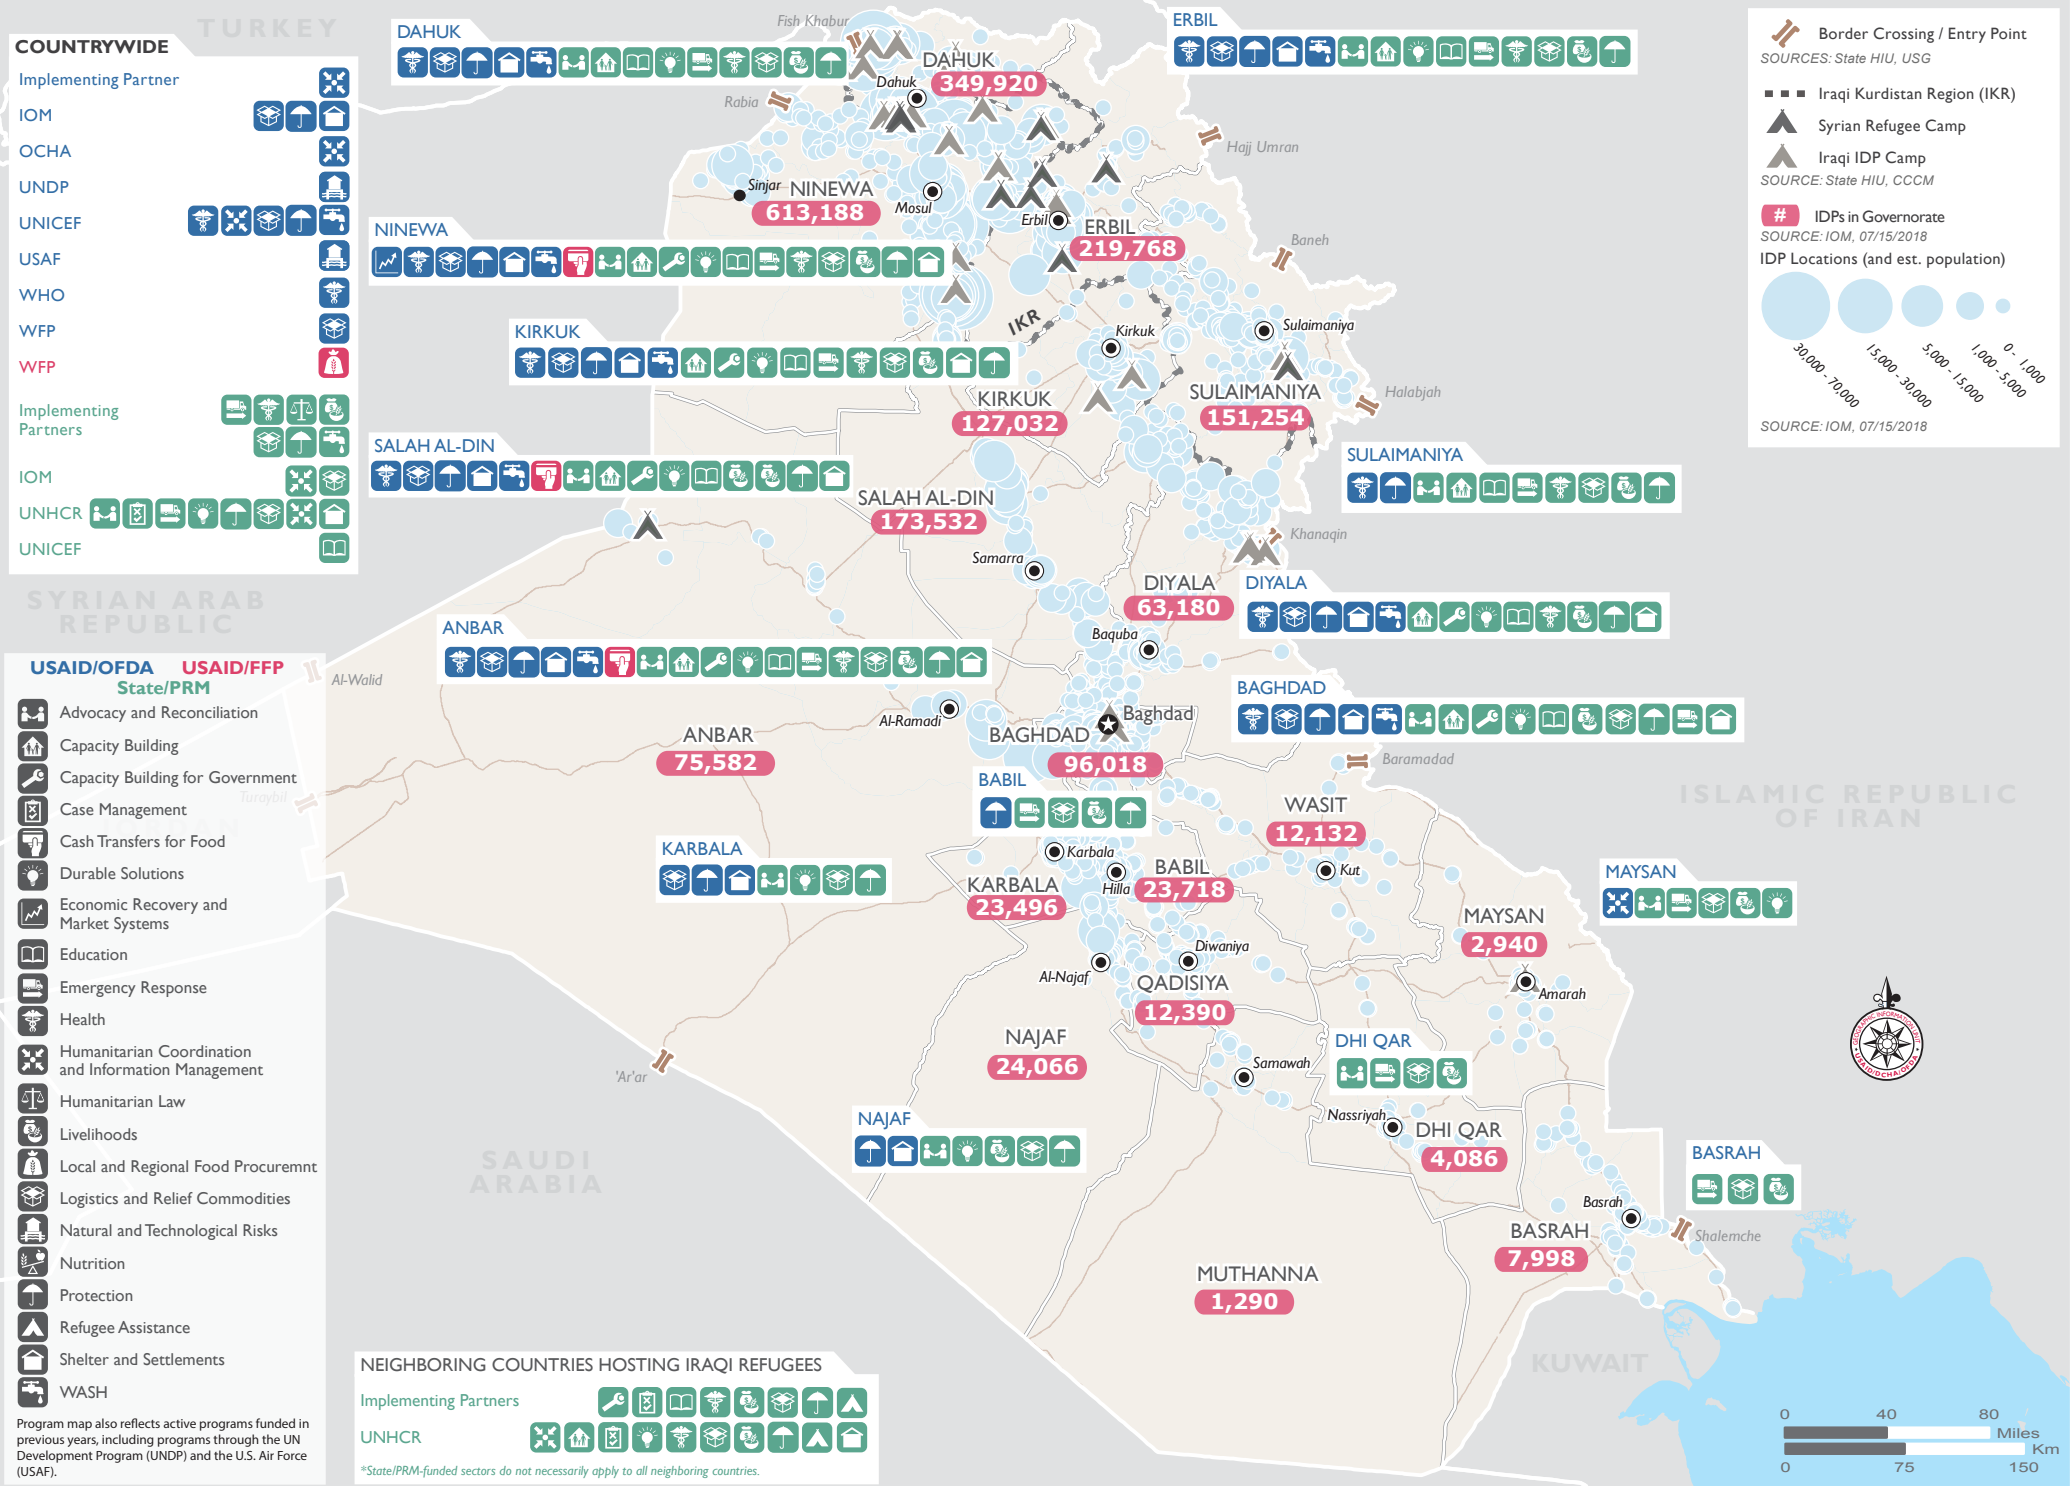 TURKEY
COUNTRYWIDE
Implementing Partner
IOM
OCHA
UNDP
UNICEF
USAF
WHO
WFP
WFP
Implementing
Partners
IOM
UNHCR
UNICEF
SYRIAN ARAB
REPUBLIC
USAID/OFDA USAID/FFP
State/PRM
Advocacy and Reconciliation
Capacity Building
Capacity Building for Government
Case Management
Cash Transfers for Food
Durable Solutions
Economic Recovery and
Market Systems
Education
Emergency Response
Health
Humanitarian Coordination
and Information Management
Humanitarian Law
Livelihoods
Local and Regional Food Procuremnt
Logistics and Relief Commodities
Natural and Technological Risks
Nutrition
Protection
Refugee Assistance
Shelter and Settlements
WASH
Program map also reflects active programs funded in
previous years, including programs through the UN
Development Program (UNDP) and the U.S. Air Force
(USAF).
Turaybil
JORDAN
Al-Walid
DAHUK
Fish Khabur
DAHUK
349,920
Dahuk
Rabia
ERBIL
Hajj Umran
Sinjar
NINEWA
613,188
Mosul
Erbil
ERBIL
219,768
Baneh
NINEWA
IKR
KIRKUK
Kirkuk
Sulaimaniya
KIRKUK
127,032
SULAIMANIYA
151,254
Halabjah
SALAH AL-DIN
SULAIMANIYA
SALAH AL-DIN
173,532
Khanaqin
Samarra
DIYALA
63,180
DIYALA
Baquba
ANBAR
Al-Ramadi
ANBAR
75,582
BAGHDAD
Baghdad
BAGHDAD
96,018
Baramadad
BABIL
WASIT
12,132
KARBALA
Karbala
Kut
KARBALA
23,496
Hilla
BABIL
23,718
MAYSAN
MAYSAN
2,940
Amarah
Diwaniya
Al-Najaf
QADISIYA
12,390
NAJAF
24,066
DHI QAR
Samawah
'Ar'ar
NAJAF
Nassriyah
DHI QAR
4,086
SAUDI
ARABIA
BASRAH
Basrah
BASRAH
7,998
Shalemche
MUTHANNA
1,290
KUWAIT
ISLAMIC REPUBLIC
OF IRAN
NEIGHBORING COUNTRIES HOSTING IRAQI REFUGEES
Implementing Partners
UNHCR
*State/PRM-funded sectors do not necessarily apply to all neighboring countries.
Border Crossing / Entry Point
SOURCES: State HIU, USG
Iraqi Kurdistan Region (IKR)
Syrian Refugee Camp
Iraqi IDP Camp
SOURCE: State HIU, CCCM
# IDPs in Governorate
SOURCE: IOM, 07/15/2018
IDP Locations (and est. population)
30,000 - 70,000
15,000 - 30,000
5,000 - 15,000
1,000 - 5,000
0 - 1,000
SOURCE: IOM, 07/15/2018
GEOGRAPHIC INFORMATION UNIT
USAID/DCHA/OFDA
0 40 80
Miles
Km
0 75 150